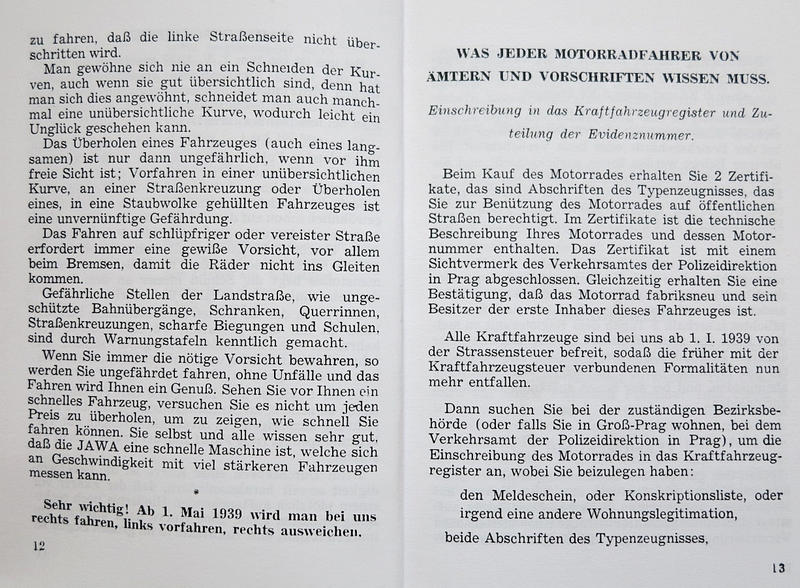 zu fahren, daß die linke Straßenseite nicht über-
schritten wird.
Man gewöhne sich nie an ein Schneiden der Kur-
ven, auch wenn sie gut übersichtlich sind, denn hat
man sich dies angewöhnt, schneidet man auch manch-
mal eine unübersichtliche Kurve, wodurch leicht ein
Unglück geschehen kann.
Das Überholen eines Fahrzeuges (auch eines lang-
samen) ist nur dann ungefährlich, wenn vor ihm
freie Sicht ist; Vorfahren in einer unübersichtlichen
Kurve, an einer Straßenkreuzung oder Überholen
eines, in eine Staubwolke gehüllten Fahrzeuges ist
eine unvernünftige Gefährdung.
Das Fahren auf schlüpfriger oder vereister Straße
erfordert immer eine gewiße Vorsicht, vor allem
beim Bremsen, damit die Räder nicht ins Gleiten
kommen.
Gefährliche Stellen der Landstraße, wie unge-
schützte Bahnübergänge, Schranken, Querrinnen,
Straßenkreuzungen, scharfe Biegungen und Schulen,
sind durch Warnungstafeln kenntlich gemacht.
Wenn Sie immer die nötige Vorsicht bewahren, so
werden Sie ungefährdet fahren, ohne Unfälle und das
Fahren wird Ihnen ein Genuß. Sehen Sie vor Ihnen ein
schnelles Fahrzeug, versuchen Sie es nicht um jeden
Preis zu überholen, um zu zeigen, wie schnell Sie
fahren können. Sie selbst und alle wissen sehr gut,
daß die JAWA eine schnelle Maschine ist, welche sich
an Geschwindigkeit mit viel stärkeren Fahrzeugen
messen kann.
*
Sehr wichtig! Ab 1. Mai 1939 wird man bei uns
rechts fahren, links vorfahren, rechts ausweichen.
12
WAS JEDER MOTORRADFAHRER VON
ÄMTERN UND VORSCHRIFTEN WISSEN MUSS.
Einschreibung in das Kraftfahrzeugregister und Zu-
teilung der Evidenznummer.
Beim Kauf des Motorrades erhalten Sie 2 Zertifi-
kate, das sind Abschriften des Typenzeugnisses, das
Sie zur Benützung des Motorrades auf öffentlichen
Straßen berechtigt. Im Zertifikate ist die technische
Beschreibung Ihres Motorrades und dessen Motor-
nummer enthalten. Das Zertifikat ist mit einem
Sichtvermerk des Verkehrsamtes der Polizeidirektion
in Prag abgeschlossen. Gleichzeitig erhalten Sie eine
Bestätigung, daß das Motorrad fabriksneu und sein
Besitzer der erste Inhaber dieses Fahrzeuges ist.
Alle Kraftfahrzeuge sind bei uns ab 1. I. 1939 von
der Strassensteuer befreit, sodaß die früher mit der
Kraftfahrzeugsteuer verbundenen Formalitäten nun
mehr entfallen.
Dann suchen Sie bei der zuständigen Bezirksbe-
hörde (oder falls Sie in Groß-Prag wohnen, bei dem
Verkehrsamt der Polizeidirektion in Prag), um die
Einschreibung des Motorrades in das Kraftfahrzeug-
register an, wobei Sie beizulegen haben:
den Meldeschein, oder Konskriptionsliste, oder
irgend eine andere Wohnungslegitimation,
beide Abschriften des Typenzeugnisses,
13